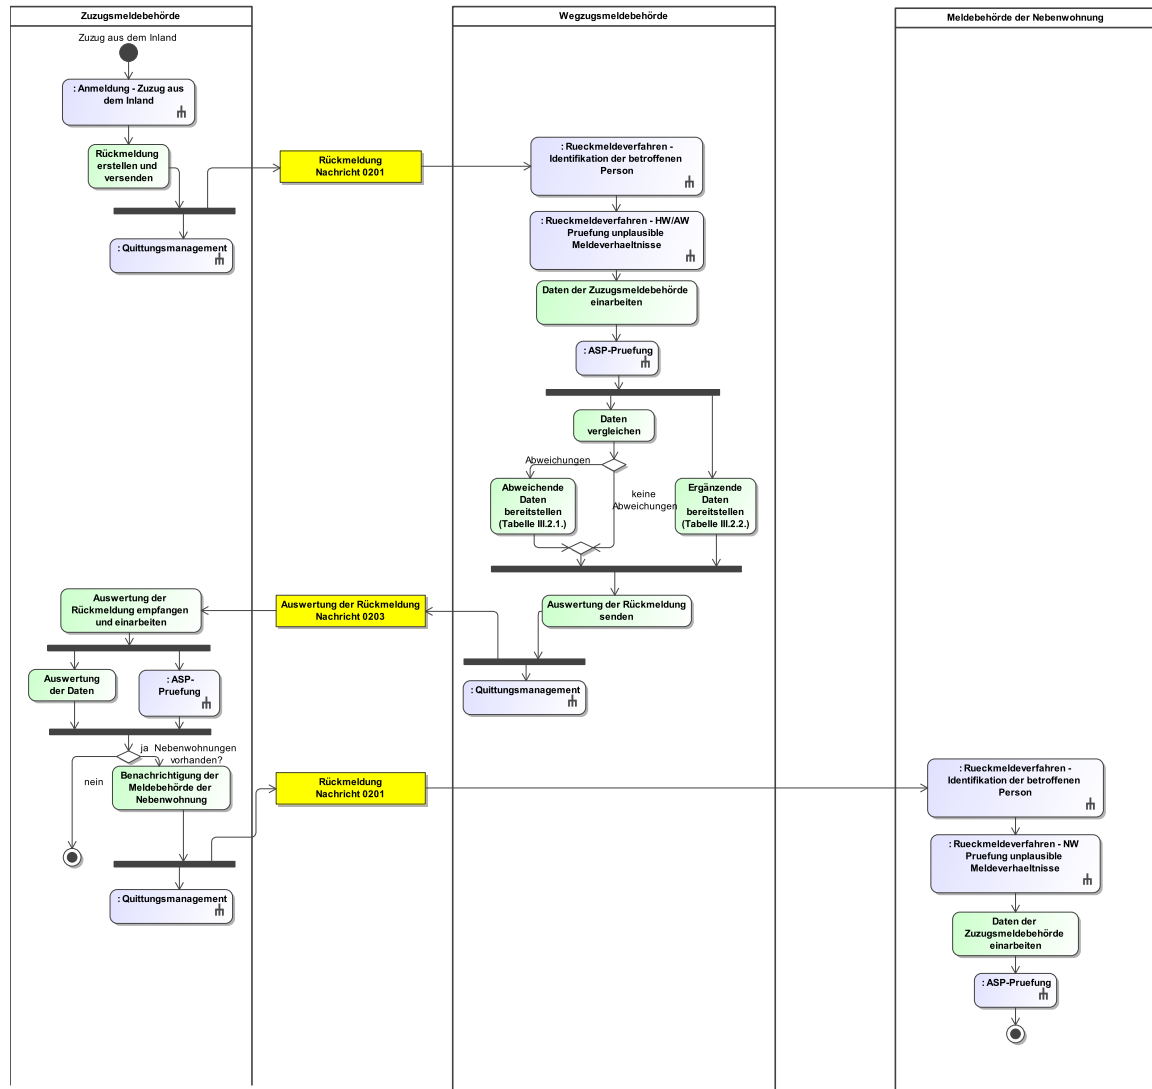 Zuzugsmeldebehörde
Wegzugsmeldebehörde
Meldebehörde der Nebenwohnung
Zuzug aus dem Inland
: Anmeldung - Zuzug aus
dem Inland
Rückmeldung
erstellen und
versenden
: Quittungsmanagement
Rückmeldung
Nachricht 0201
: Rueckmeldeverfahren -
Identifikation der betroffenen
Person
: Rueckmeldeverfahren - HW/AW
Pruefung unplausible
Meldeverhaeltnisse
Daten der Zuzugsmeldebehörde
einarbeiten
: ASP-Pruefung
Daten
vergleichen
Abweichungen
Abweichende
Daten
bereitstellen
(Tabelle III.2.1.)
keine
Abweichungen
Ergänzende
Daten
bereitstellen
(Tabelle III.2.2.)
Auswertung der Rückmeldung
senden
: Quittungsmanagement
Auswertung der Rückmeldung
Nachricht 0203
Auswertung der
Rückmeldung empfangen
und einarbeiten
Auswertung
der Daten
: ASP-
Pruefung
ja Nebenwohnungen
vorhanden?
nein
Benachrichtigung der
Meldebehörde der
Nebenwohnung
: Quittungsmanagement
Rückmeldung
Nachricht 0201
: Rueckmeldeverfahren -
Identifikation der betroffenen
Person
: Rueckmeldeverfahren - NW
Pruefung unplausible
Meldeverhaeltnisse
Daten der
Zuzugsmeldebehörde
einarbeiten
: ASP-Pruefung